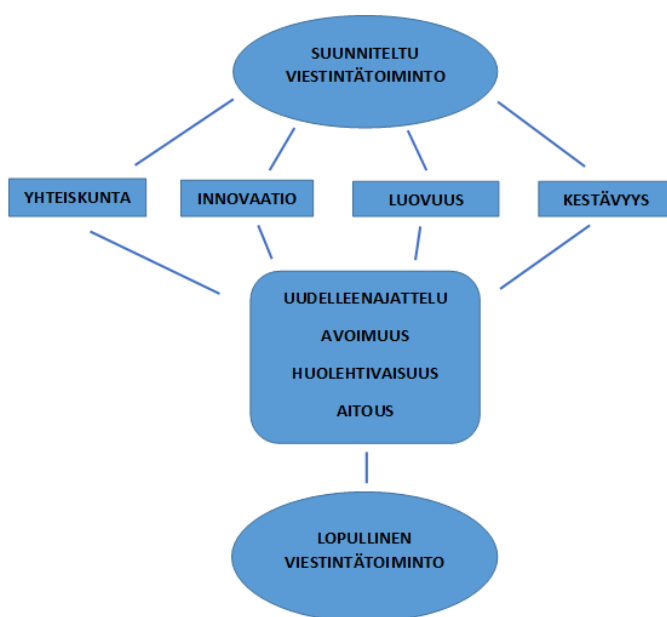 SUUNNITELTU
VIESTINTÄTOIMINTO
YHTEISKUNTA
INNOVAATIO
LUOVUUS
KESTÄVYYS
UUDELLEENAJATTELU
AVOIMUUS
HUOLEHTIVAISUUS
AITOUS
LOPULLINEN
VIESTINTÄTOIMINTO